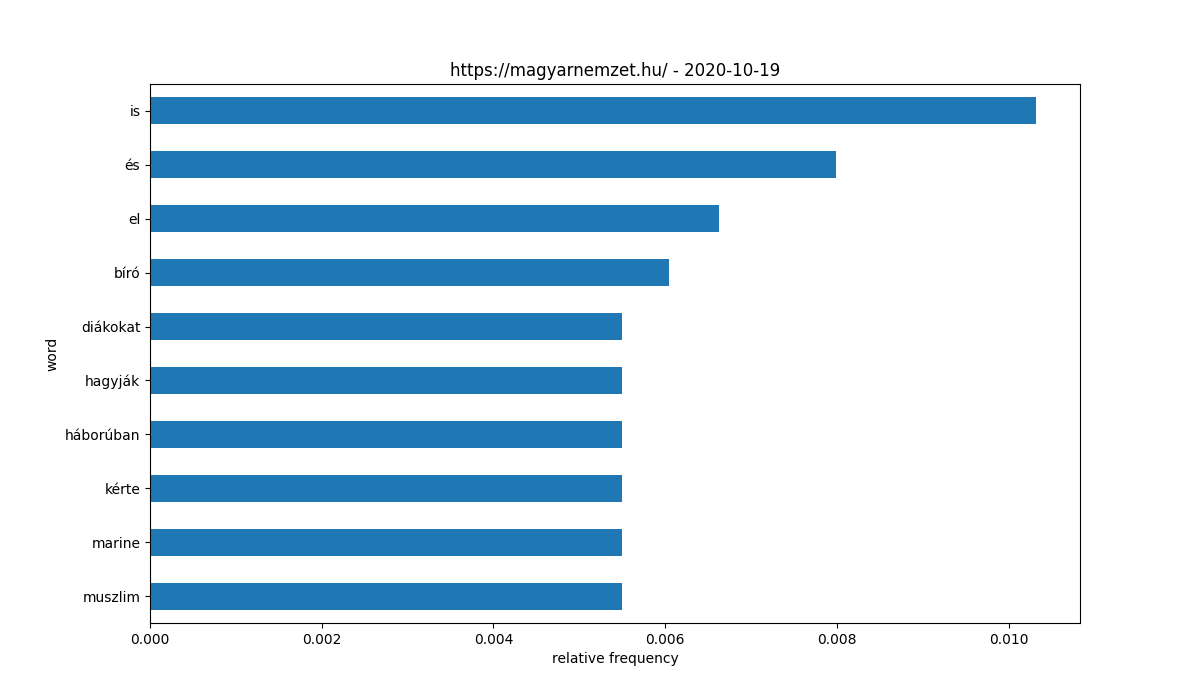 https://magyarnemzet.hu/ - 2020-10-19
is
és
el
bíró
diákokat
hagyják
háborúban
kérte
marine
muszlim
word
0.000 0.002 0.004 0.006 0.008 0.010
relative frequency